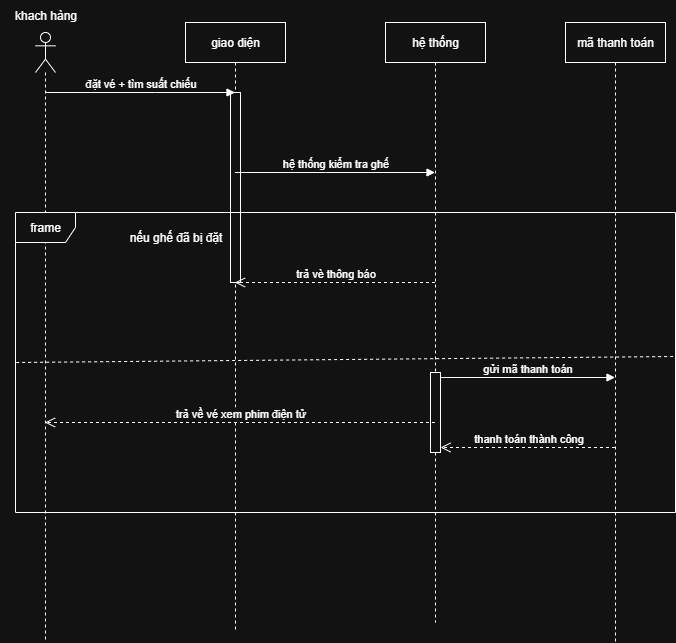 khach hàng
giao diện
hệ thống
mã thanh toán
đặt vé + tìm suất chiếu
hệ thống kiểm tra ghế
frame
nếu ghế đã bị đặt
trả vè thông báo
gửi mã thanh toán
trả về vé xem phim điện tử
thanh toán thành công